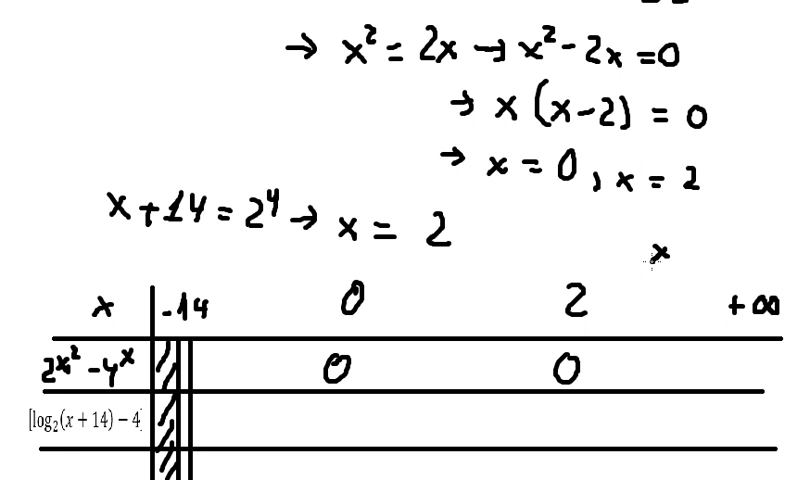 → x² = 2x → x² - 2x = 0
→ x (x-2) = 0
→ x = 0 , x = 2
x + 14 = 2⁴ → x = 2
x
x -14 0 2 +∞
2^x² - 4^x 0 0
[log₂(x + 14) − 4]